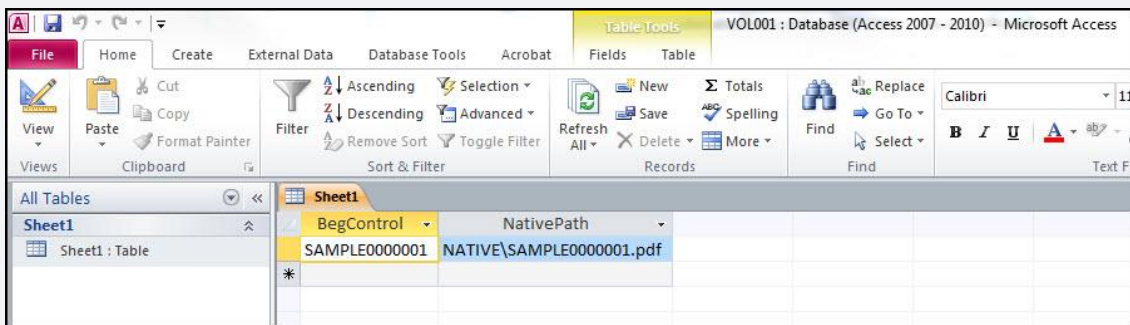 Table Tools
VOL001 : Database (Access 2007 - 2010) - Microsoft Access
File Home Create External Data Database Tools Acrobat Fields Table
View
Views
Paste
Cut
Copy
Format Painter
Clipboard
Filter
Ascending
Descending
Remove Sort
Selection
Advanced
Toggle Filter
Sort & Filter
Refresh
All
New
Save
Delete
Totals
Spelling
More
Records
Find
Replace
Go To
Select
Find
Calibri 11
B I U A ab
Text F
All Tables
Sheet1
Sheet1 : Table
Sheet1
BegControl NativePath
SAMPLE0000001 NATIVE\SAMPLE0000001.pdf